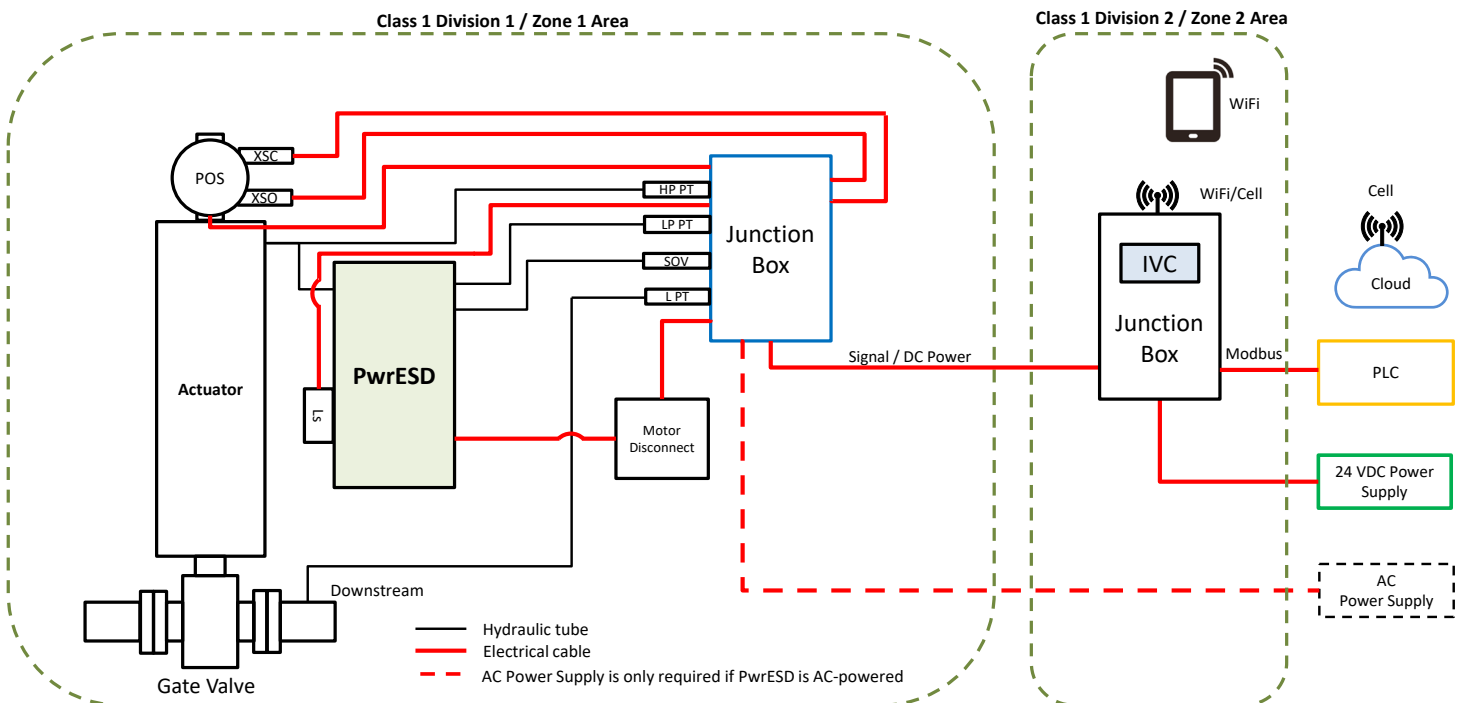 Class 1 Division 1 / Zone 1 Area
Class 1 Division 2 / Zone 2 Area
WiFi
XSC
POS
XSO
HP PT
LP PT
SOV
L PT
Junction
Box
WiFi/Cell
IVC
Junction
Box
Cell
Cloud
Signal / DC Power
Modbus
PLC
Actuator
PwrESD
Ls
Motor
Disconnect
24 VDC Power
Supply
AC
Power Supply
Downstream
Gate Valve
Hydraulic tube
Electrical cable
AC Power Supply is only required if PwrESD is AC-powered